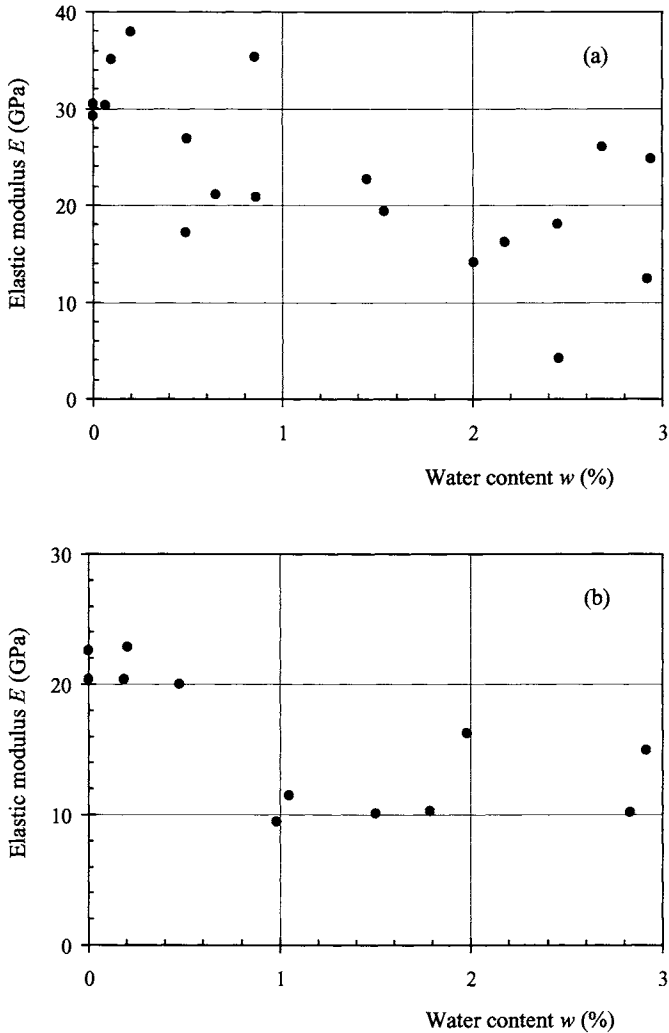 40
(a)
30
Elastic modulus E (GPa)
20
10
0
0 1 2 3
Water content w (%)
30
(b)
Elastic modulus E (GPa)
20
10
0
0 1 2 3
Water content w (%)